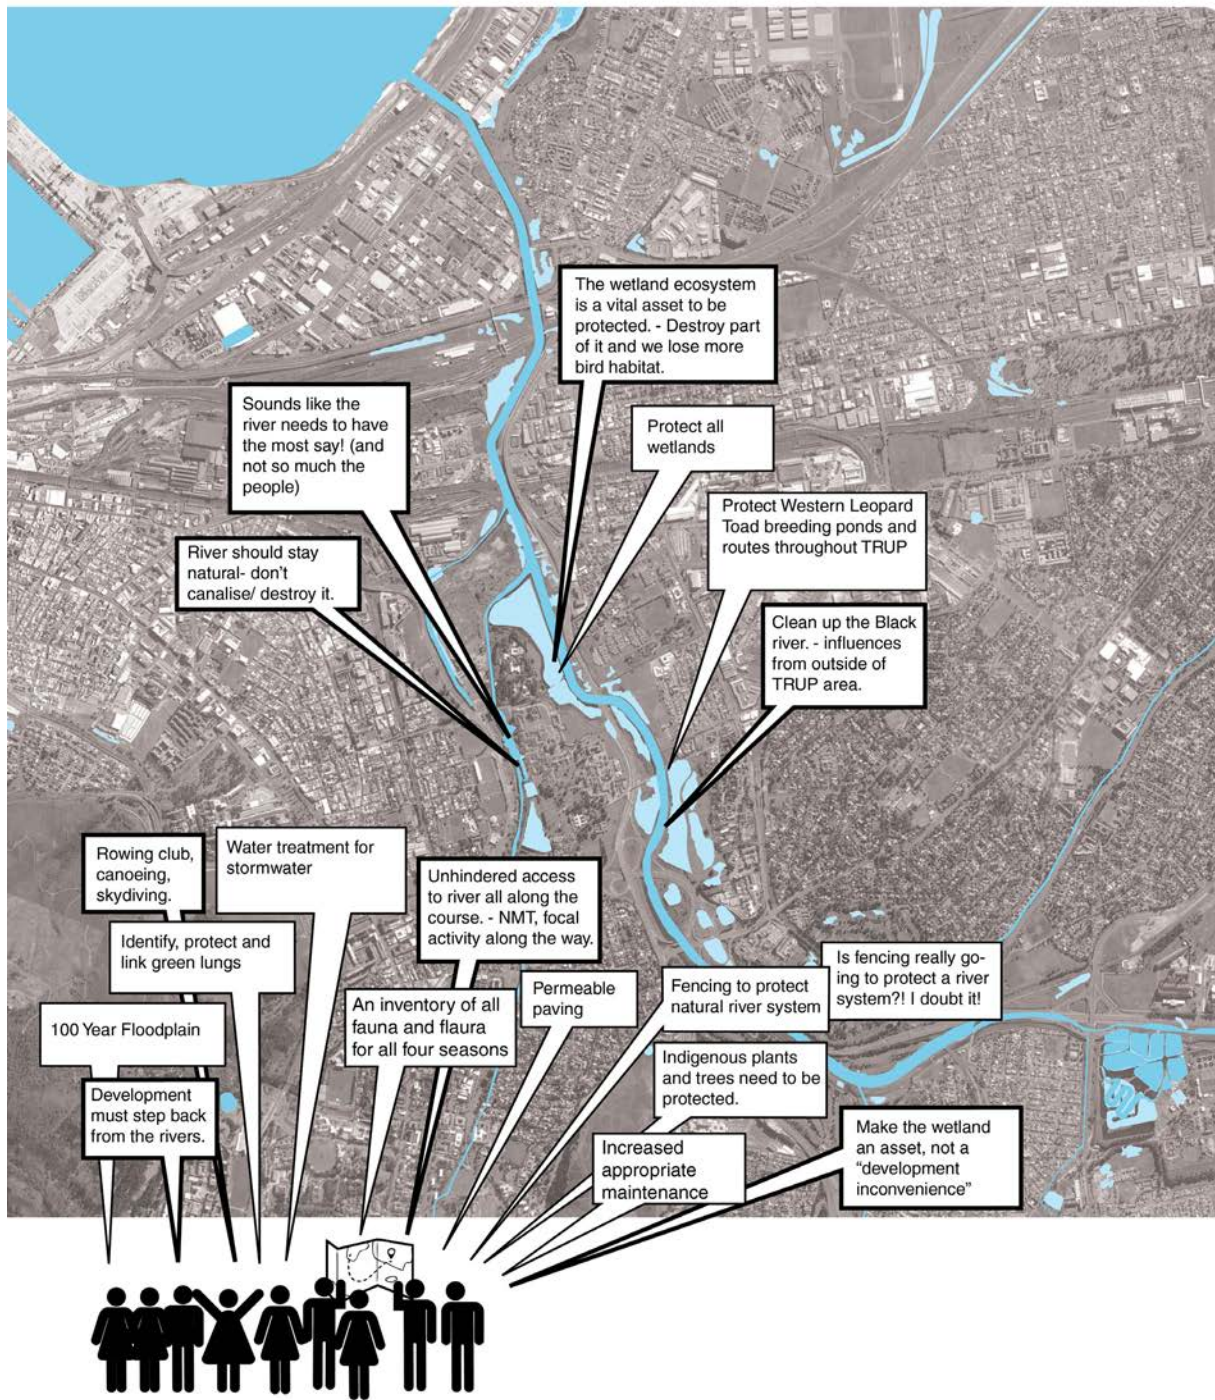 The wetland ecosystem
is a vital asset to be
protected. - Destroy part
of it and we lose more
bird habitat.
Sounds like the
river needs to have
the most say! (and
not so much the
people)
Protect all
wetlands
Protect Western Leopard
Toad breeding ponds and
routes throughout TRUP
River should stay
natural- don't
canalise/ destroy it.
Clean up the Black
river. - influences
from outside of
TRUP area.
Rowing club,
canoeing,
skydiving.
Water treatment for
stormwater
Unhindered access
to river all along the
course. - NMT, focal
activity along the way.
Identify, protect and
link green lungs
Is fencing really go-
ing to protect a river
system?! I doubt it!
Permeable
paving
Fencing to protect
natural river system
An inventory of all
fauna and flaura
for all four seasons
100 Year Floodplain
Indigenous plants
and trees need to be
protected.
Development
must step back
from the rivers.
Make the wetland
an asset, not a
“development
inconvenience”
Increased
appropriate
maintenance